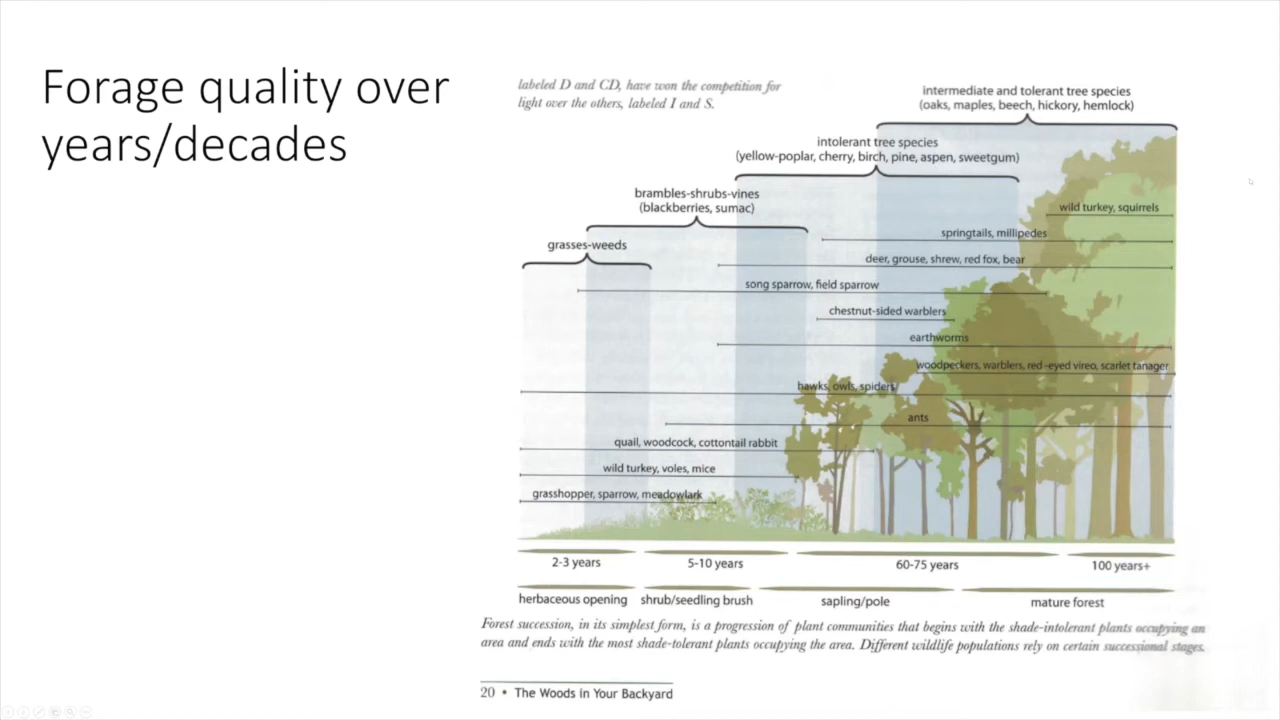 Forage quality over
years/decades
labeled D and CD, have won the competition for
light over the others, labeled I and S.
intermediate and tolerant tree species
(oaks, maples, beech, hickory, hemlock)
intolerant tree species
(yellow-poplar, cherry, birch, pine, aspen, sweetgum)
brambles-shrubs-vines
(blackberries, sumac)
grasses-weeds
wild turkey, squirrels
springtails, millipedes
deer, grouse, shrew, red fox, bear
song sparrow, field sparrow
chestnut-sided warblers
earthworms
woodpeckers, warblers, red-eyed vireo, scarlet tanager
hawks, owls, spiders
ants
quail, woodcock, cottontail rabbit
wild turkey, voles, mice
grasshopper, sparrow, meadowlark
2-3 years 5-10 years 60-75 years 100 years+
herbaceous opening shrub/seedling brush sapling/pole mature forest
Forest succession, in its simplest form, is a progression of plant communities that begins with the shade-intolerant plants occupying an
area and ends with the most shade-tolerant plants occupying the area. Different wildlife populations rely on certain successional stages.
20 • The Woods in Your Backyard